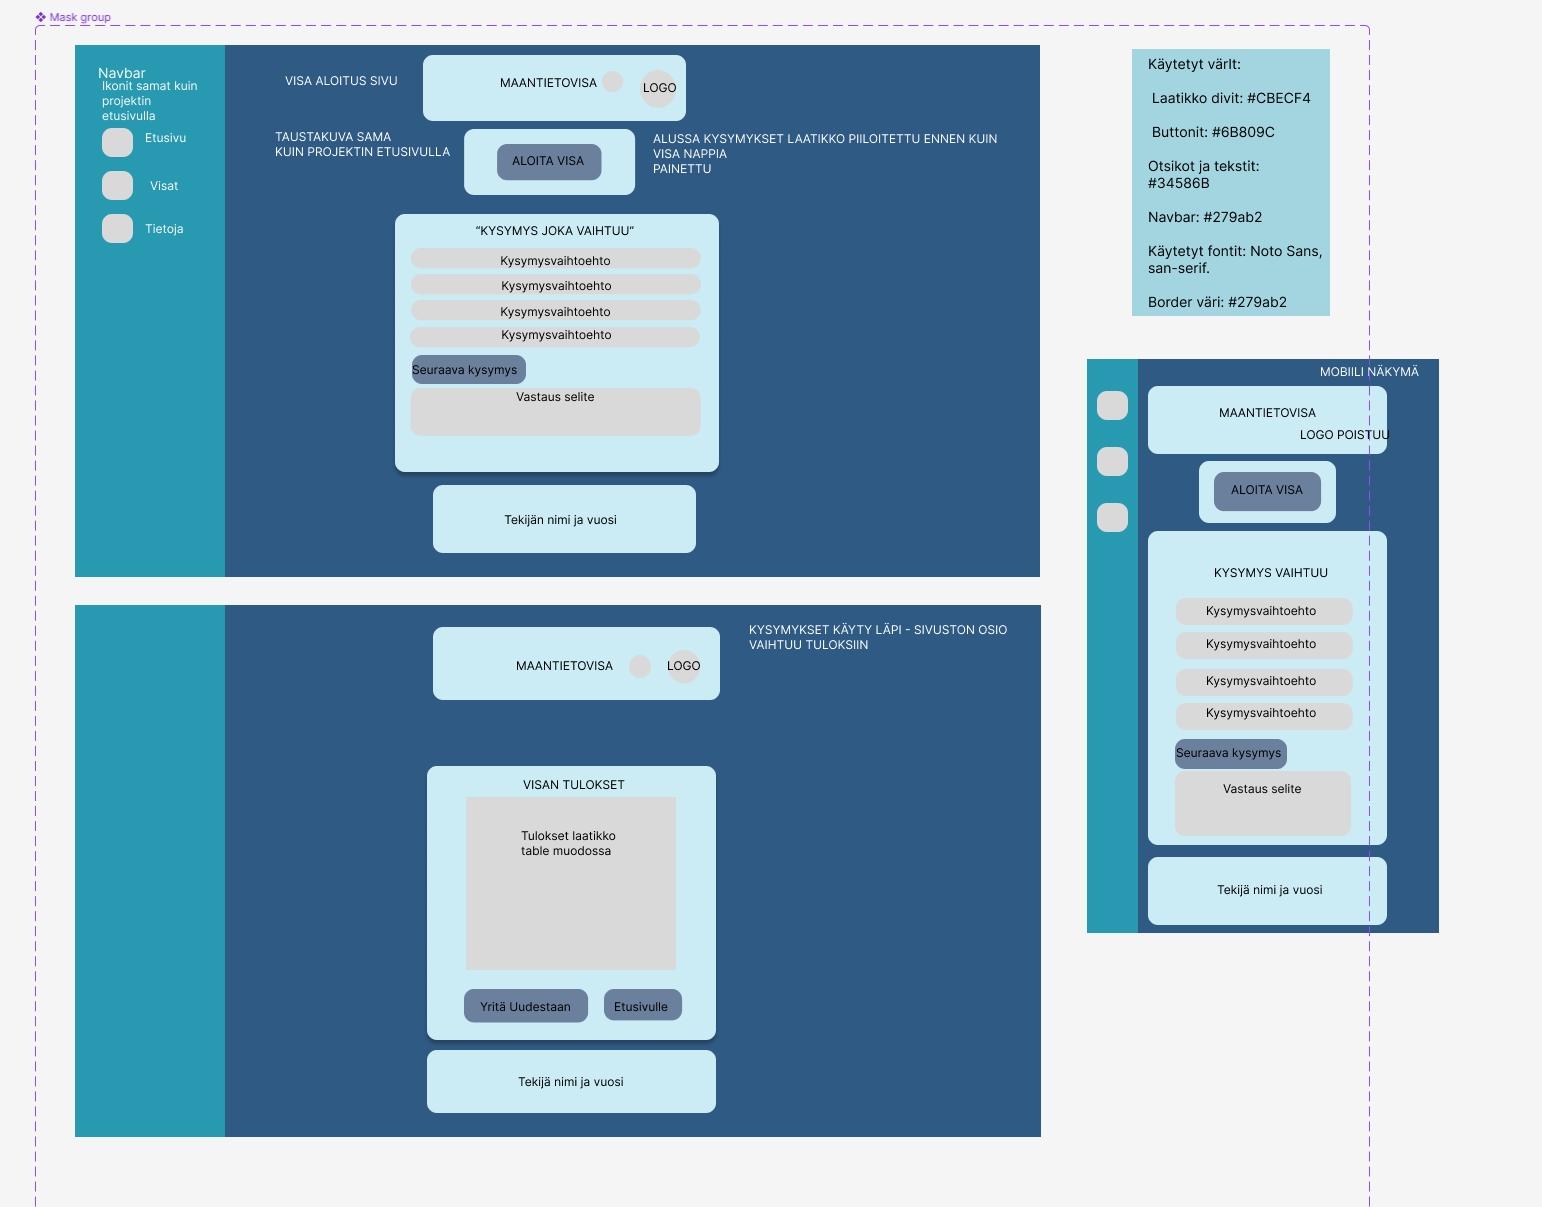 Mask group
Navbar
Ikonit samat kuin
projektin
etusivulla
Etusivu
Visat
Tietoja
VISA ALOITUS SIVU
MAANTIETOVISA
LOGO
TAUSTAKUVA SAMA
KUIN PROJEKTIN ETUSIVULLA
ALOITA VISA
ALUSSA KYSYMYKSET LAATIKKO PIILOITETTU ENNEN KUIN
VISA NAPPIA
PAINETTU
“KYSYMYS JOKA VAIHTUU”
Kysymysvaihtoehto
Kysymysvaihtoehto
Kysymysvaihtoehto
Kysymysvaihtoehto
Seuraava kysymys
Vastaus selite
Tekijän nimi ja vuosi
Käytetyt värIt:
Laatikko divit: #CBECF4
Buttonit: #6B809C
Otsikot ja tekstit:
#34586B
Navbar: #279ab2
Käytetyt fontit: Noto Sans,
san-serif.
Border väri: #279ab2
MOBIILI NÄKYMÄ
MAANTIETOVISA
LOGO POISTUU
ALOITA VISA
KYSYMYS VAIHTUU
Kysymysvaihtoehto
Kysymysvaihtoehto
Kysymysvaihtoehto
Kysymysvaihtoehto
Seuraava kysymys
Vastaus selite
Tekijä nimi ja vuosi
MAANTIETOVISA
LOGO
KYSYMYKSET KÄYTY LÄPI - SIVUSTON OSIO
VAIHTUU TULOKSIIN
VISAN TULOKSET
Tulokset laatikko
table muodossa
Yritä Uudestaan
Etusivulle
Tekijä nimi ja vuosi